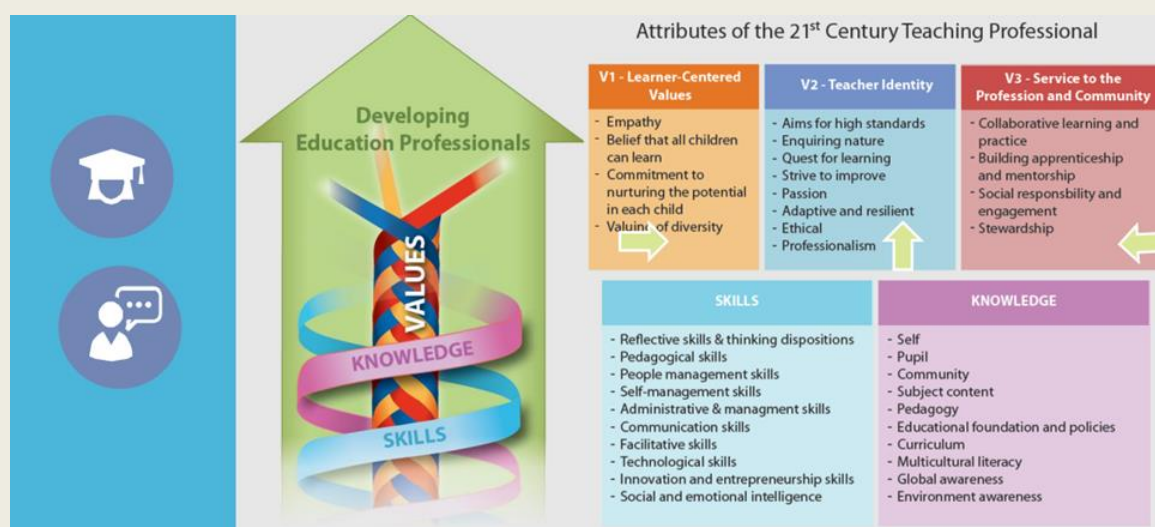 Attributes of the 21st Century Teaching Professional
Developing
Education Professionals
VALUES
KNOWLEDGE
SKILLS
V1 - Learner-Centered
Values
- Empathy
- Belief that all children
can learn
- Commitment to
nurturing the potential
in each child
- Valuing of diversity
V2 - Teacher Identity
- Aims for high standards
- Enquiring nature
- Quest for learning
- Strive to improve
- Passion
- Adaptive and resilient
- Ethical
- Professionalism
V3 - Service to the
Profession and Community
- Collaborative learning and
practice
- Building apprenticeship
and mentorship
- Social responsbility and
engagement
- Stewardship
SKILLS
- Reflective skills & thinking dispositions
- Pedagogical skills
- People management skills
- Self-management skills
- Administrative & managment skills
- Communication skills
- Facilitative skills
- Technological skills
- Innovation and entrepreneurship skills
- Social and emotional intelligence
KNOWLEDGE
- Self
- Pupil
- Community
- Subject content
- Pedagogy
- Educational foundation and policies
- Curriculum
- Multicultural literacy
- Global awareness
- Environment awareness